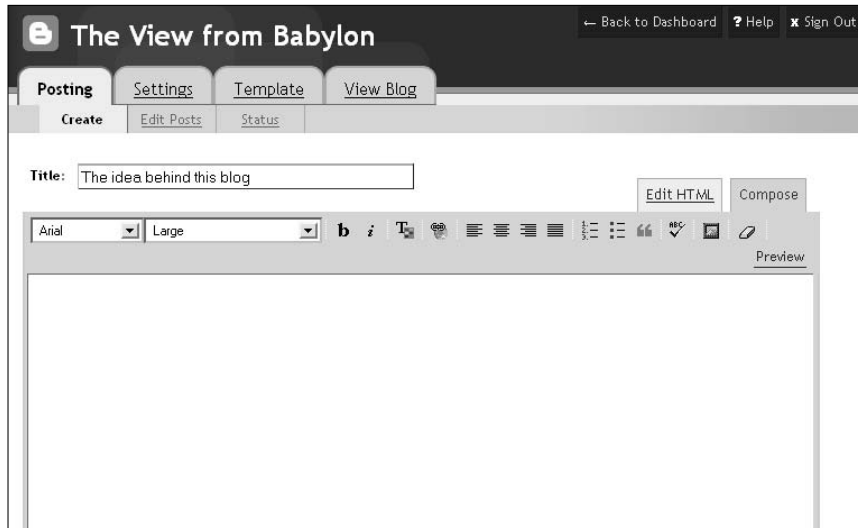 The View from Babylon
← Back to Dashboard ? Help x Sign Out
Posting Settings Template View Blog
Create Edit Posts Status
Title: The idea behind this blog
Edit HTML Compose
Arial Large b i T ABC
Preview